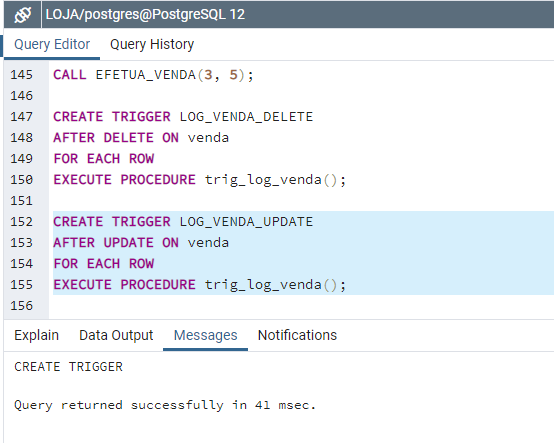 LOJA/postgres@PostgreSQL 12
Query Editor Query History
145 CALL EFETUA_VENDA(3, 5);
146
147 CREATE TRIGGER LOG_VENDA_DELETE
148 AFTER DELETE ON venda
149 FOR EACH ROW
150 EXECUTE PROCEDURE trig_log_venda();
151
152 CREATE TRIGGER LOG_VENDA_UPDATE
153 AFTER UPDATE ON venda
154 FOR EACH ROW
155 EXECUTE PROCEDURE trig_log_venda();
156
Explain Data Output Messages Notifications
CREATE TRIGGER
Query returned successfully in 41 msec.